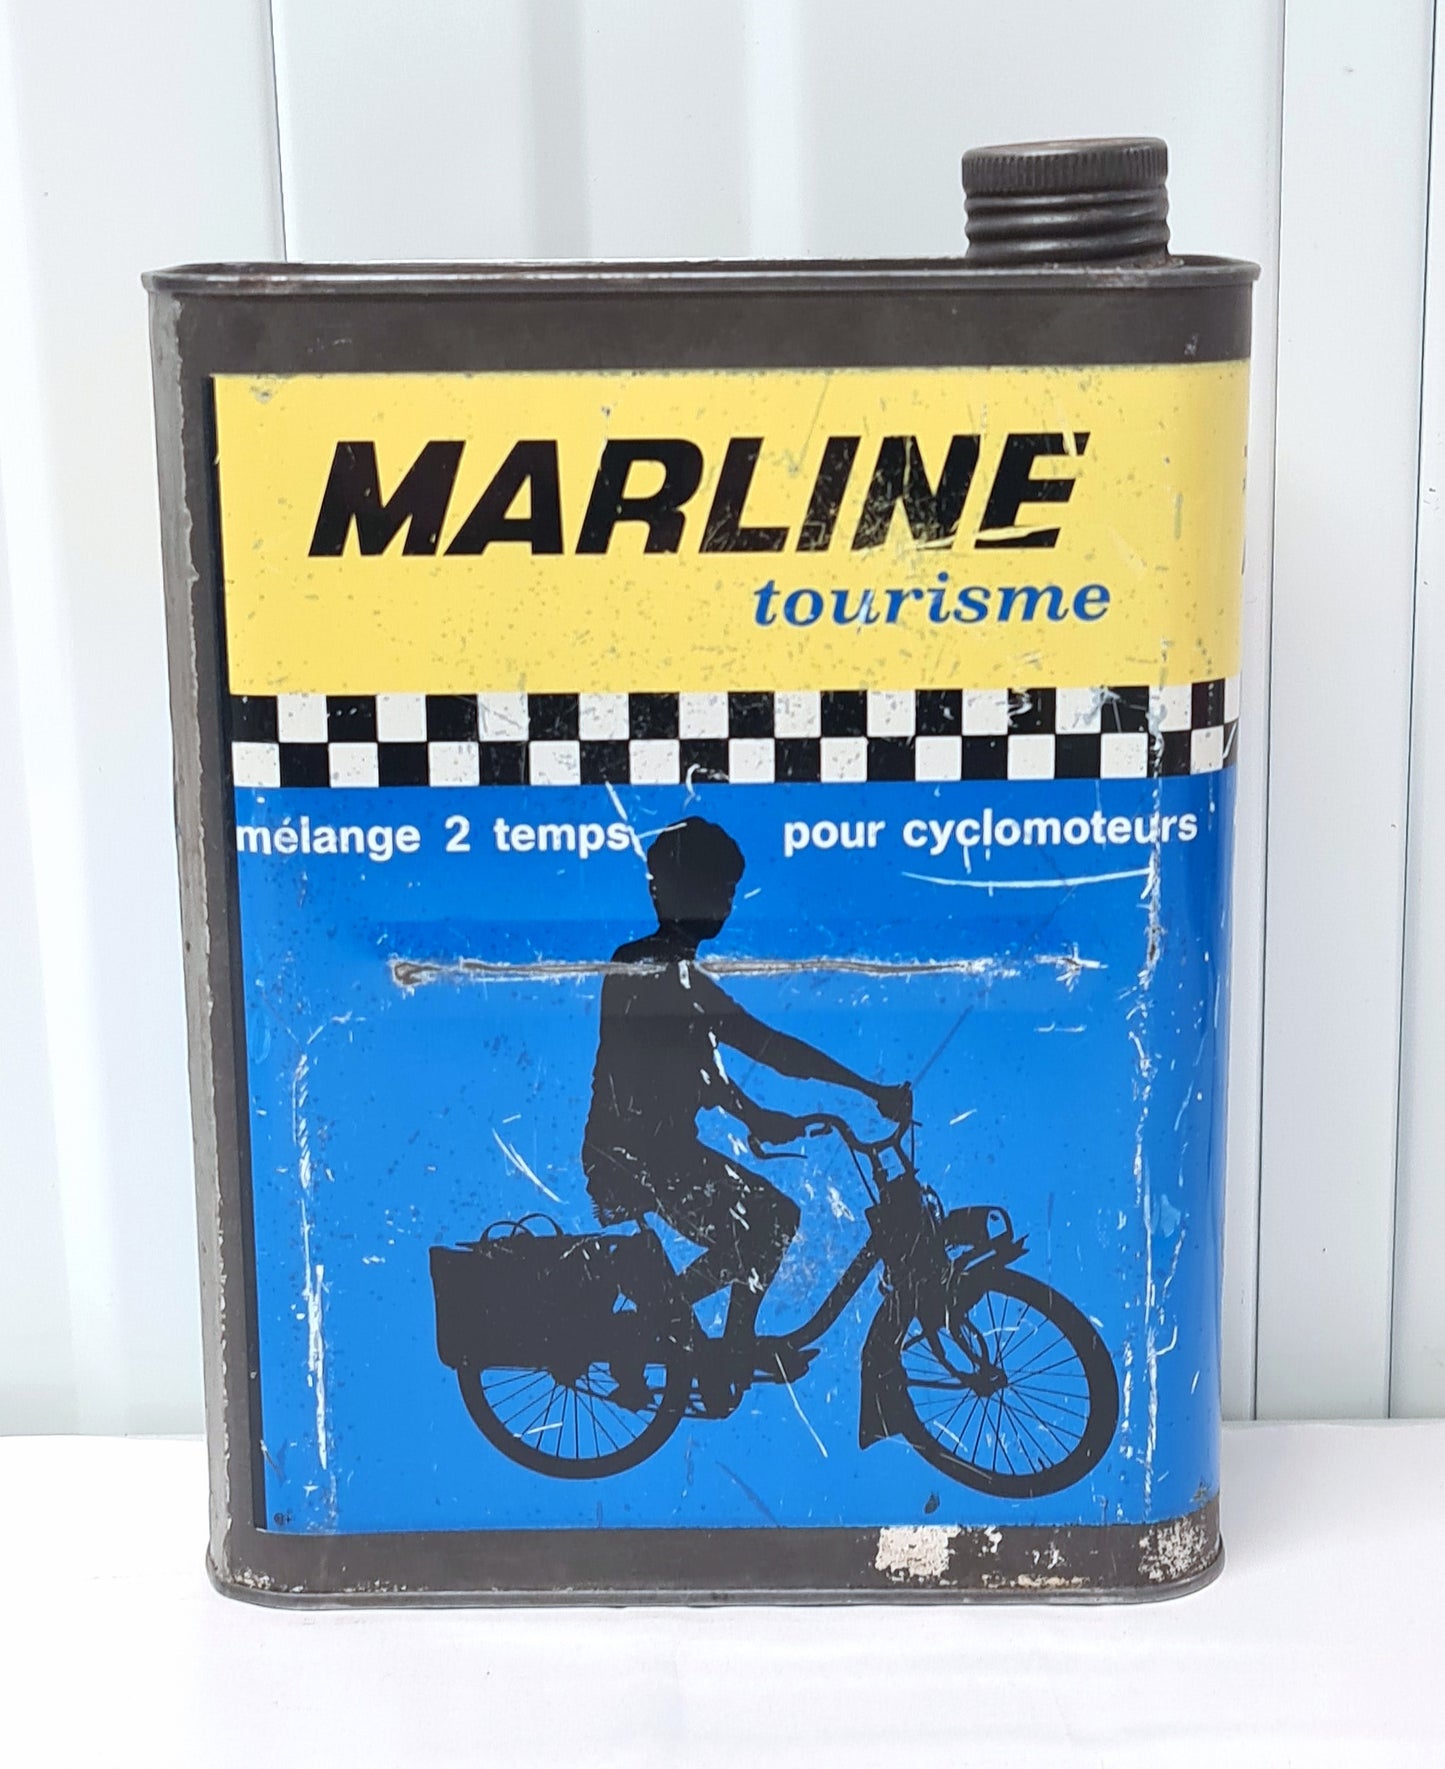 MARLINE
tourisme
mélange 2 temps pour cyclomoteurs